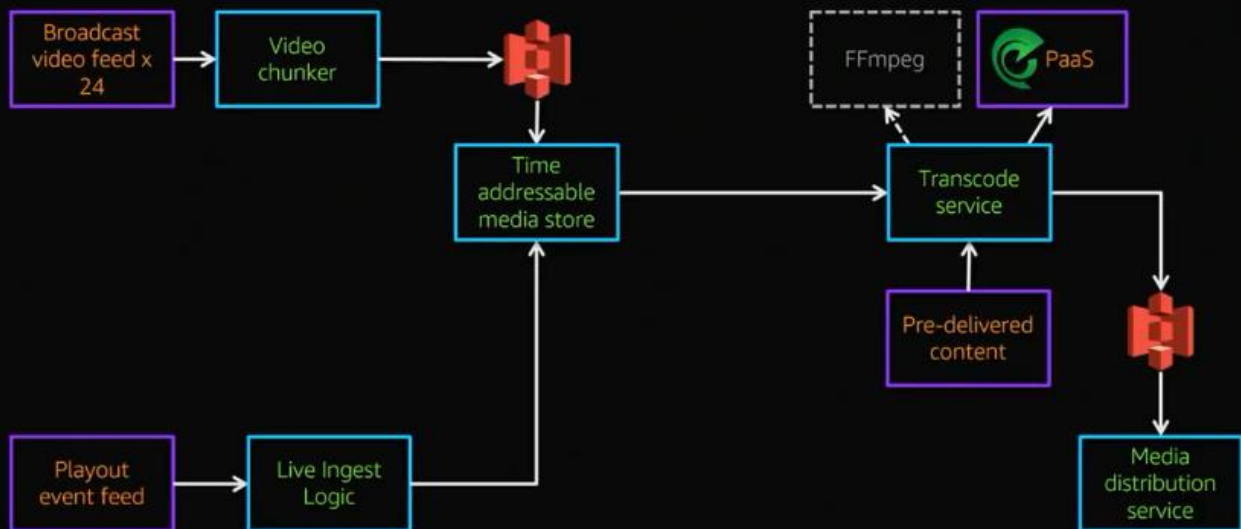 Broadcast
video feed x
24
Video
chunker
FFmpeg
PaaS
Time
addressable
media store
Transcode
service
Pre-delivered
content
Playout
event feed
Live Ingest
Logic
Media
distribution
service